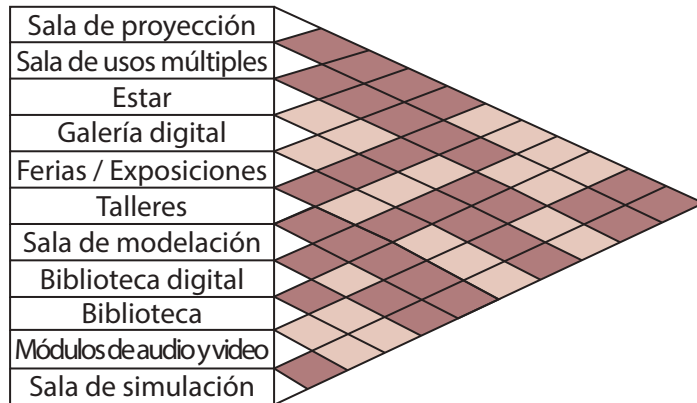 Sala de proyección
Sala de usos múltiples
Estar
Galería digital
Ferias / Exposiciones
Talleres
Sala de modelación
Biblioteca digital
Biblioteca
Módulos de audio y video
Sala de simulación